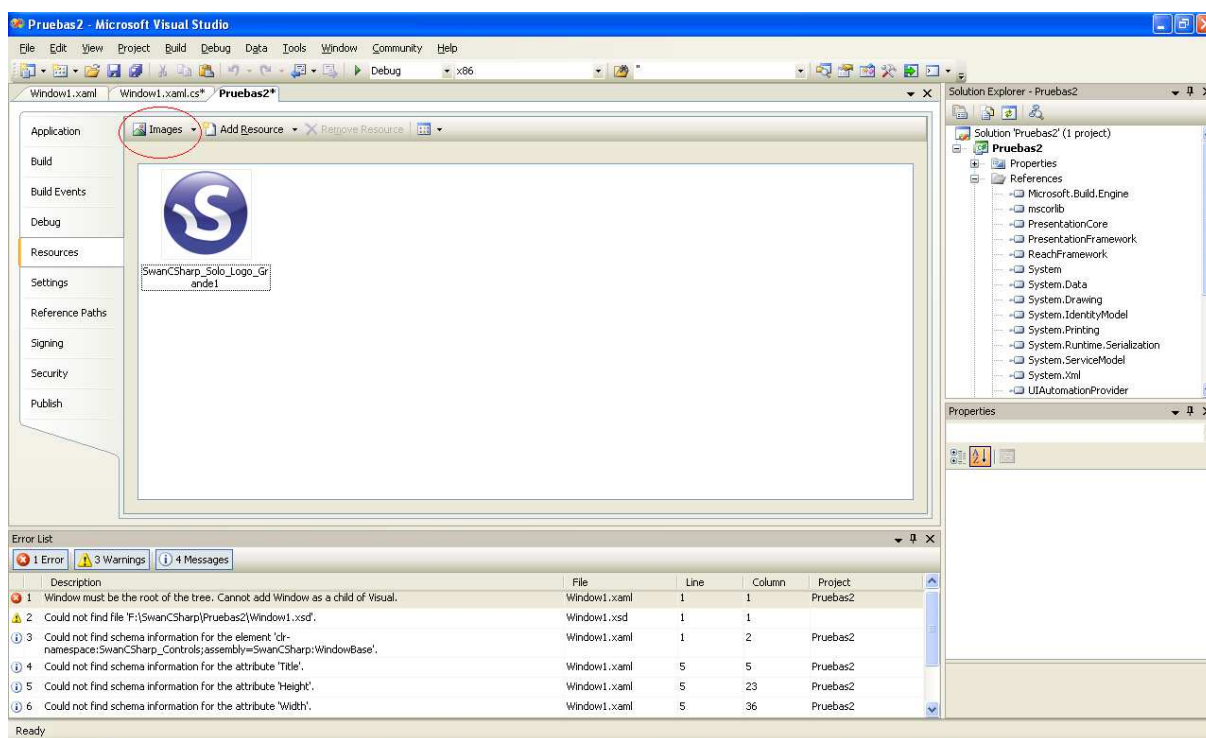 Pruebas2 - Microsoft Visual Studio
File Edit View Project Build Debug Data Tools Window Community Help
Debug x86 "
Window1.xaml Window1.xaml.cs* Pruebas2*
Application
Build
Build Events
Debug
Resources
Settings
Reference Paths
Signing
Security
Publish
Images Add Resource Remove Resource
S
SwanCSharp_Solo_Logo_Gr
ande1
Solution Explorer - Pruebas2
Solution 'Pruebas2' (1 project)
Pruebas2
Properties
References
Microsoft.Build.Engine
mscorlib
PresentationCore
PresentationFramework
ReachFramework
System
System.Data
System.Drawing
System.IdentityModel
System.Printing
System.Runtime.Serialization
System.ServiceModel
System.Xml
UIAutomationProvider
Properties
Error List
1 Error 3 Warnings 4 Messages
Description File Line Column Project
1 Window must be the root of the tree. Cannot add Window as a child of Visual. Window1.xaml 1 1 Pruebas2
2 Could not find file 'F:\SwanCSharp\Pruebas2\Window1.xsd'. Window1.xsd 1 1
3 Could not find schema information for the element 'clr- Window1.xaml 1 2 Pruebas2
namespace:SwanCSharp_Controls;assembly=SwanCSharp:WindowBase'.
4 Could not find schema information for the attribute 'Title'. Window1.xaml 5 5 Pruebas2
5 Could not find schema information for the attribute 'Height'. Window1.xaml 5 23 Pruebas2
6 Could not find schema information for the attribute 'Width'. Window1.xaml 5 36 Pruebas2
Ready